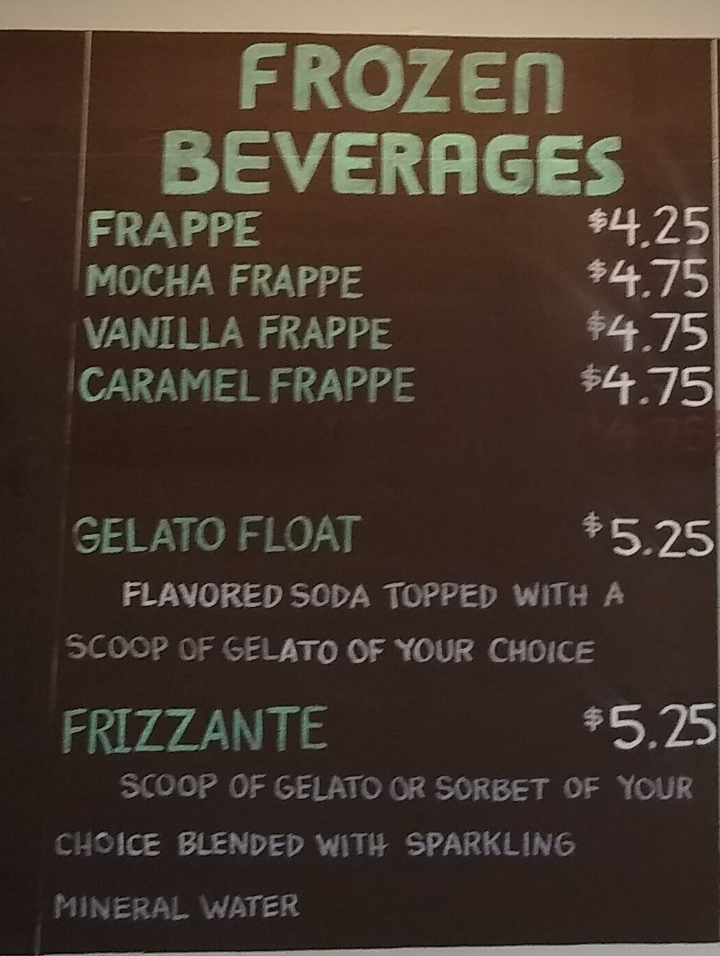 FROZEN
BEVERAGES
FRAPPE $4.25
MOCHA FRAPPE $4.75
VANILLA FRAPPE $4.75
CARAMEL FRAPPE $4.75
GELATO FLOAT $5.25
FLAVORED SODA TOPPED WITH A
SCOOP OF GELATO OF YOUR CHOICE
FRIZZANTE $5.25
SCOOP OF GELATO OR SORBET OF YOUR
CHOICE BLENDED WITH SPARKLING
MINERAL WATER